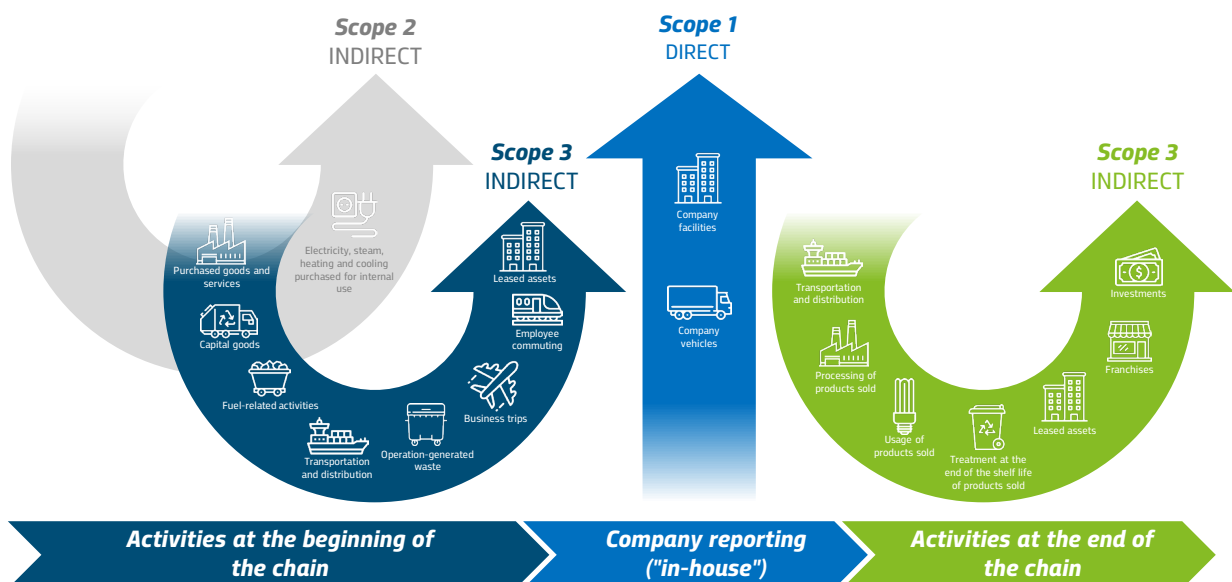 Scope 2
INDIRECT
Electricity, steam,
heating and cooling
purchased for internal
use
Scope 3
INDIRECT
Purchased goods and
services
Capital goods
Fuel-related activities
Transportation
and distribution
Operation-generated
waste
Business trips
Employee
commuting
Leased assets
Scope 1
DIRECT
Company
facilities
Company
vehicles
Scope 3
INDIRECT
Transportation
and distribution
Processing of
products sold
Usage of
products sold
Treatment at the
end of the shelf life
of products sold
Leased assets
Franchises
Investments
Activities at the beginning of
the chain
Company reporting
("in-house")
Activities at the end of
the chain